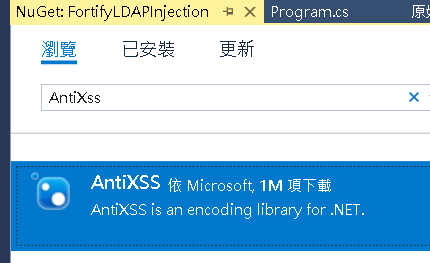 NuGet: FortifyLDAPInjection Program.cs
瀏覽 已安裝 更新
AntiXss
AntiXSS 依 Microsoft, 1M 項下載
AntiXSS is an encoding library for .NET.